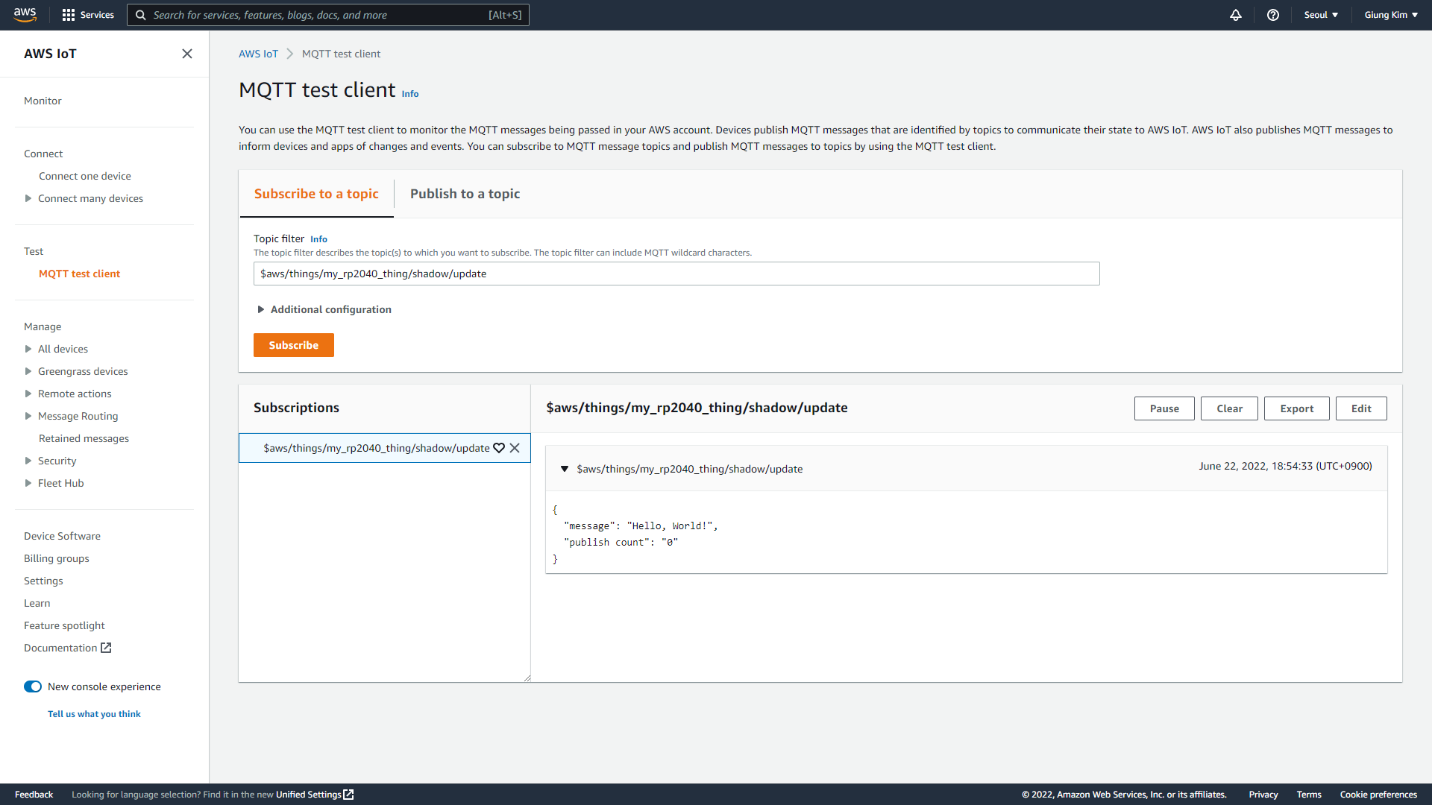 aws
Services
Search for services, features, blogs, docs, and more
[Alt+S]
Seoul
Giung Kim
AWS IoT
Monitor
Connect
Connect one device
Connect many devices
Test
MQTT test client
Manage
All devices
Greengrass devices
Remote actions
Message Routing
Retained messages
Security
Fleet Hub
Device Software
Billing groups
Settings
Learn
Feature spotlight
Documentation
New console experience
Tell us what you think
AWS IoT
MQTT test client
MQTT test client Info
You can use the MQTT test client to monitor the MQTT messages being passed in your AWS account. Devices publish MQTT messages that are identified by topics to communicate their state to AWS IoT. AWS IoT also publishes MQTT messages to
inform devices and apps of changes and events. You can subscribe to MQTT message topics and publish MQTT messages to topics by using the MQTT test client.
Subscribe to a topic
Publish to a topic
Topic filter Info
The topic filter describes the topic(s) to which you want to subscribe. The topic filter can include MQTT wildcard characters.
$aws/things/my_rp2040_thing/shadow/update
Additional configuration
Subscribe
Subscriptions
$aws/things/my_rp2040_thing/shadow/update
$aws/things/my_rp2040_thing/shadow/update
Pause
Clear
Export
Edit
$aws/things/my_rp2040_thing/shadow/update
June 22, 2022, 18:54:33 (UTC+0900)
{
"message": "Hello, World!",
"publish count": "0"
}
Feedback
Looking for language selection? Find it in the new Unified Settings
© 2022, Amazon Web Services, Inc. or its affiliates.
Privacy
Terms
Cookie preferences